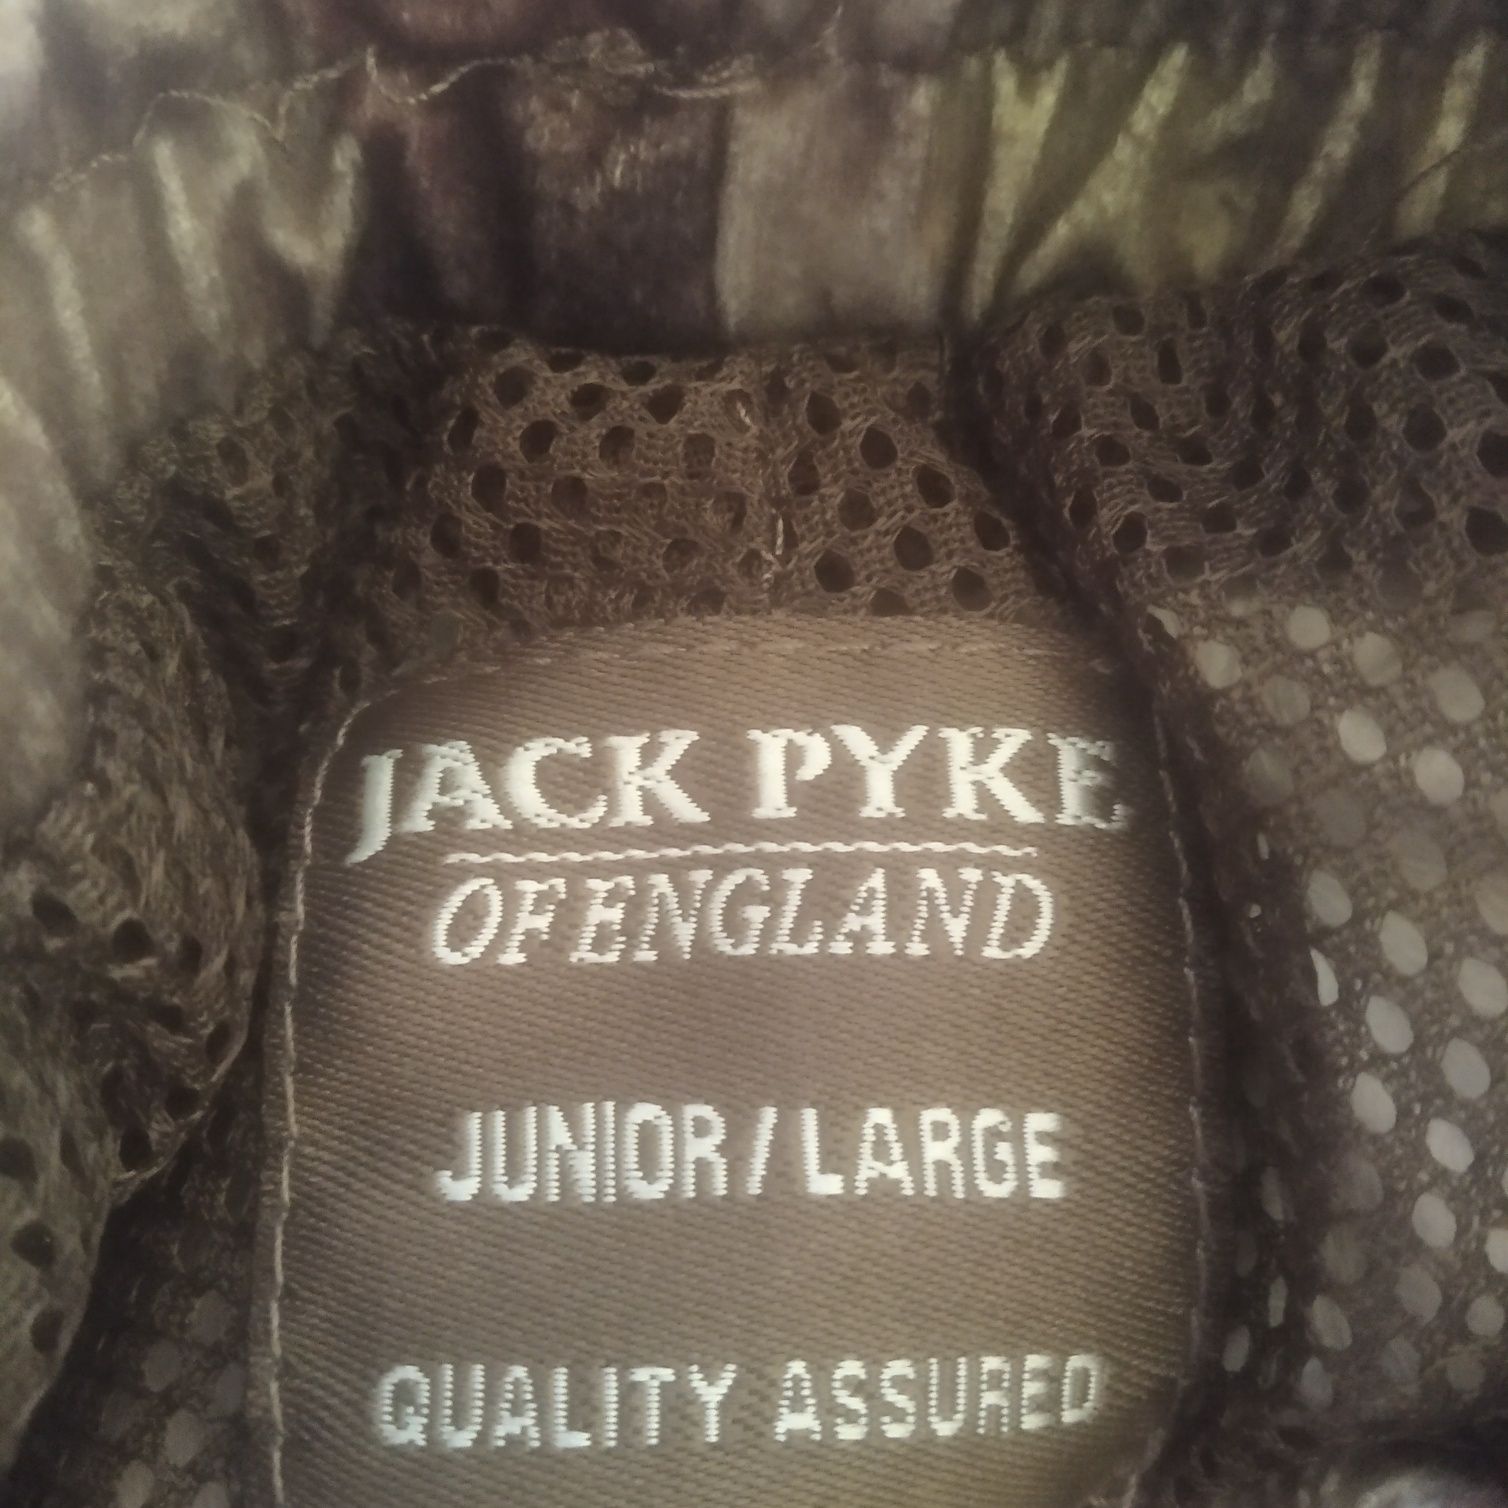 JACK PYKE
OF ENGLAND
JUNIOR / LARGE
QUALITY ASSURED